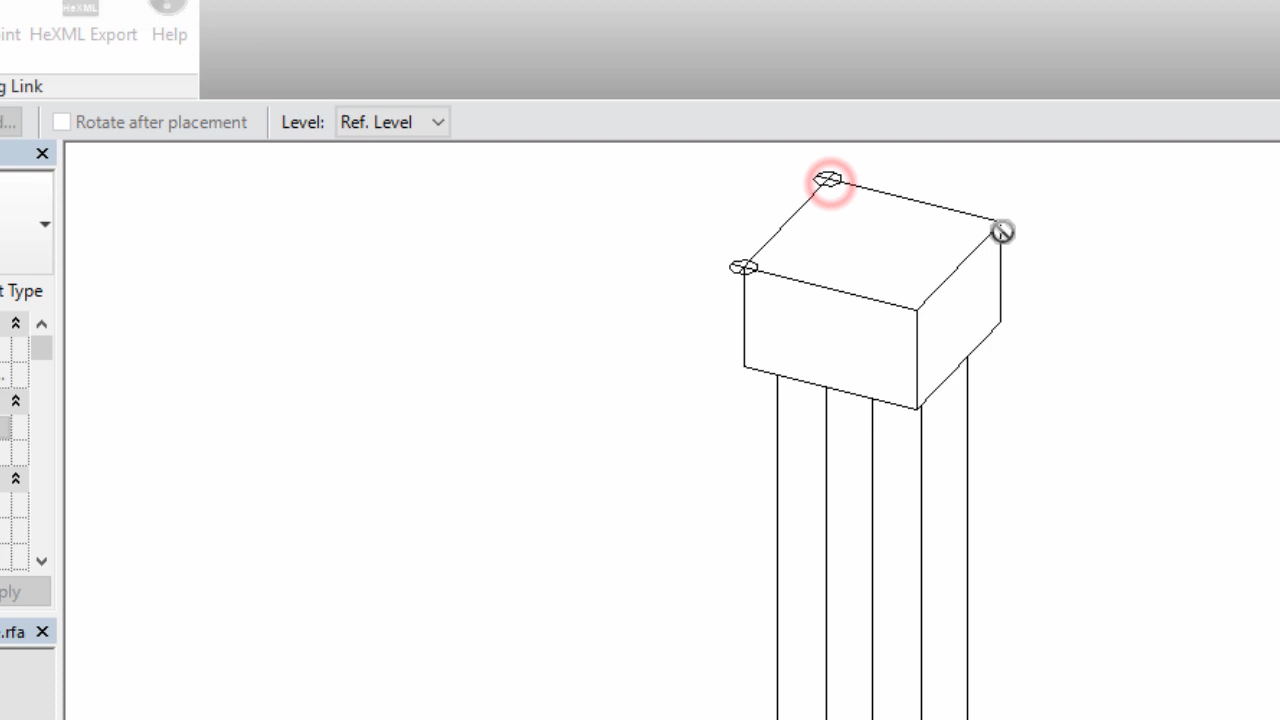 HeXML
int HeXML Export Help
g Link
d... Rotate after placement Level: Ref. Level
t Type
ply
.rfa